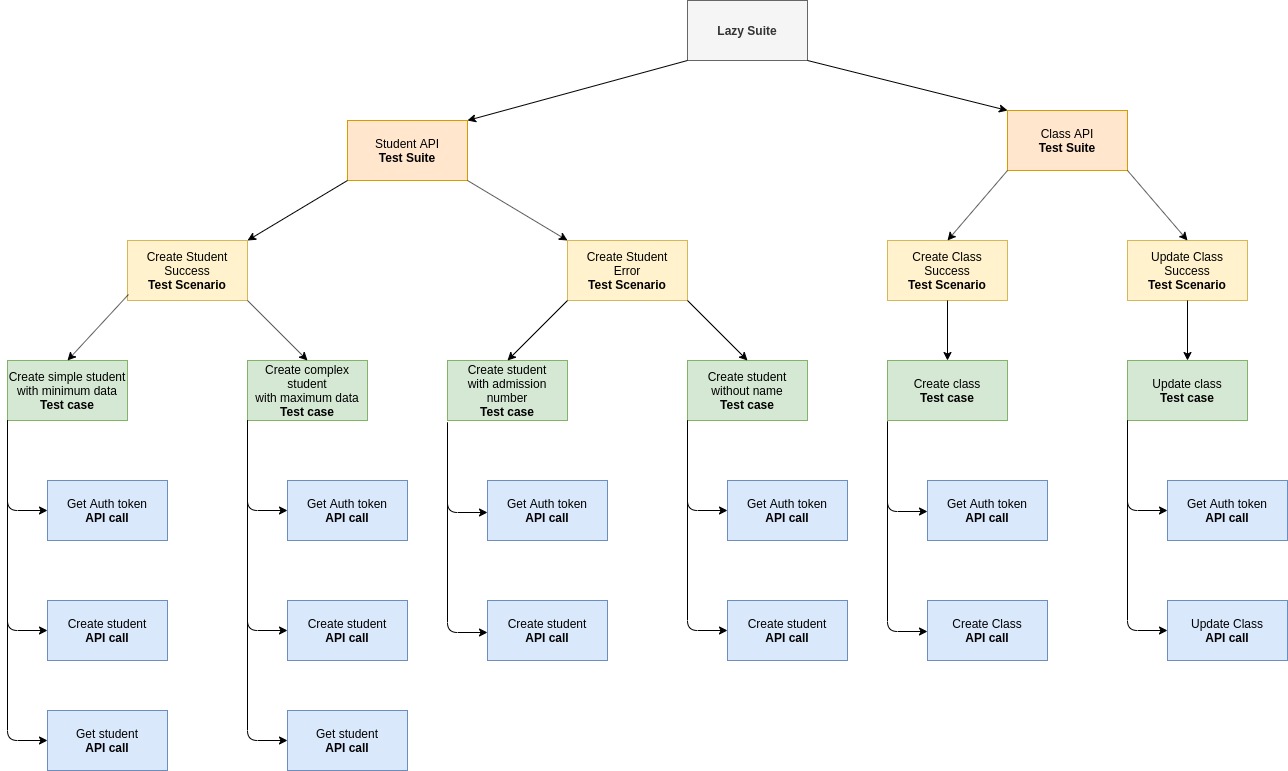 Lazy Suite
Student API
Test Suite
Class API
Test Suite
Create Student
Success
Test Scenario
Create Student
Error
Test Scenario
Create Class
Success
Test Scenario
Update Class
Success
Test Scenario
Create simple student
with minimum data
Test case
Create complex
student
with maximum data
Test case
Create student
with admission
number
Test case
Create student
without name
Test case
Create class
Test case
Update class
Test case
Get Auth token
API call
Get Auth token
API call
Get Auth token
API call
Get Auth token
API call
Get Auth token
API call
Get Auth token
API call
Create student
API call
Create student
API call
Create student
API call
Create student
API call
Create Class
API call
Update Class
API call
Get student
API call
Get student
API call